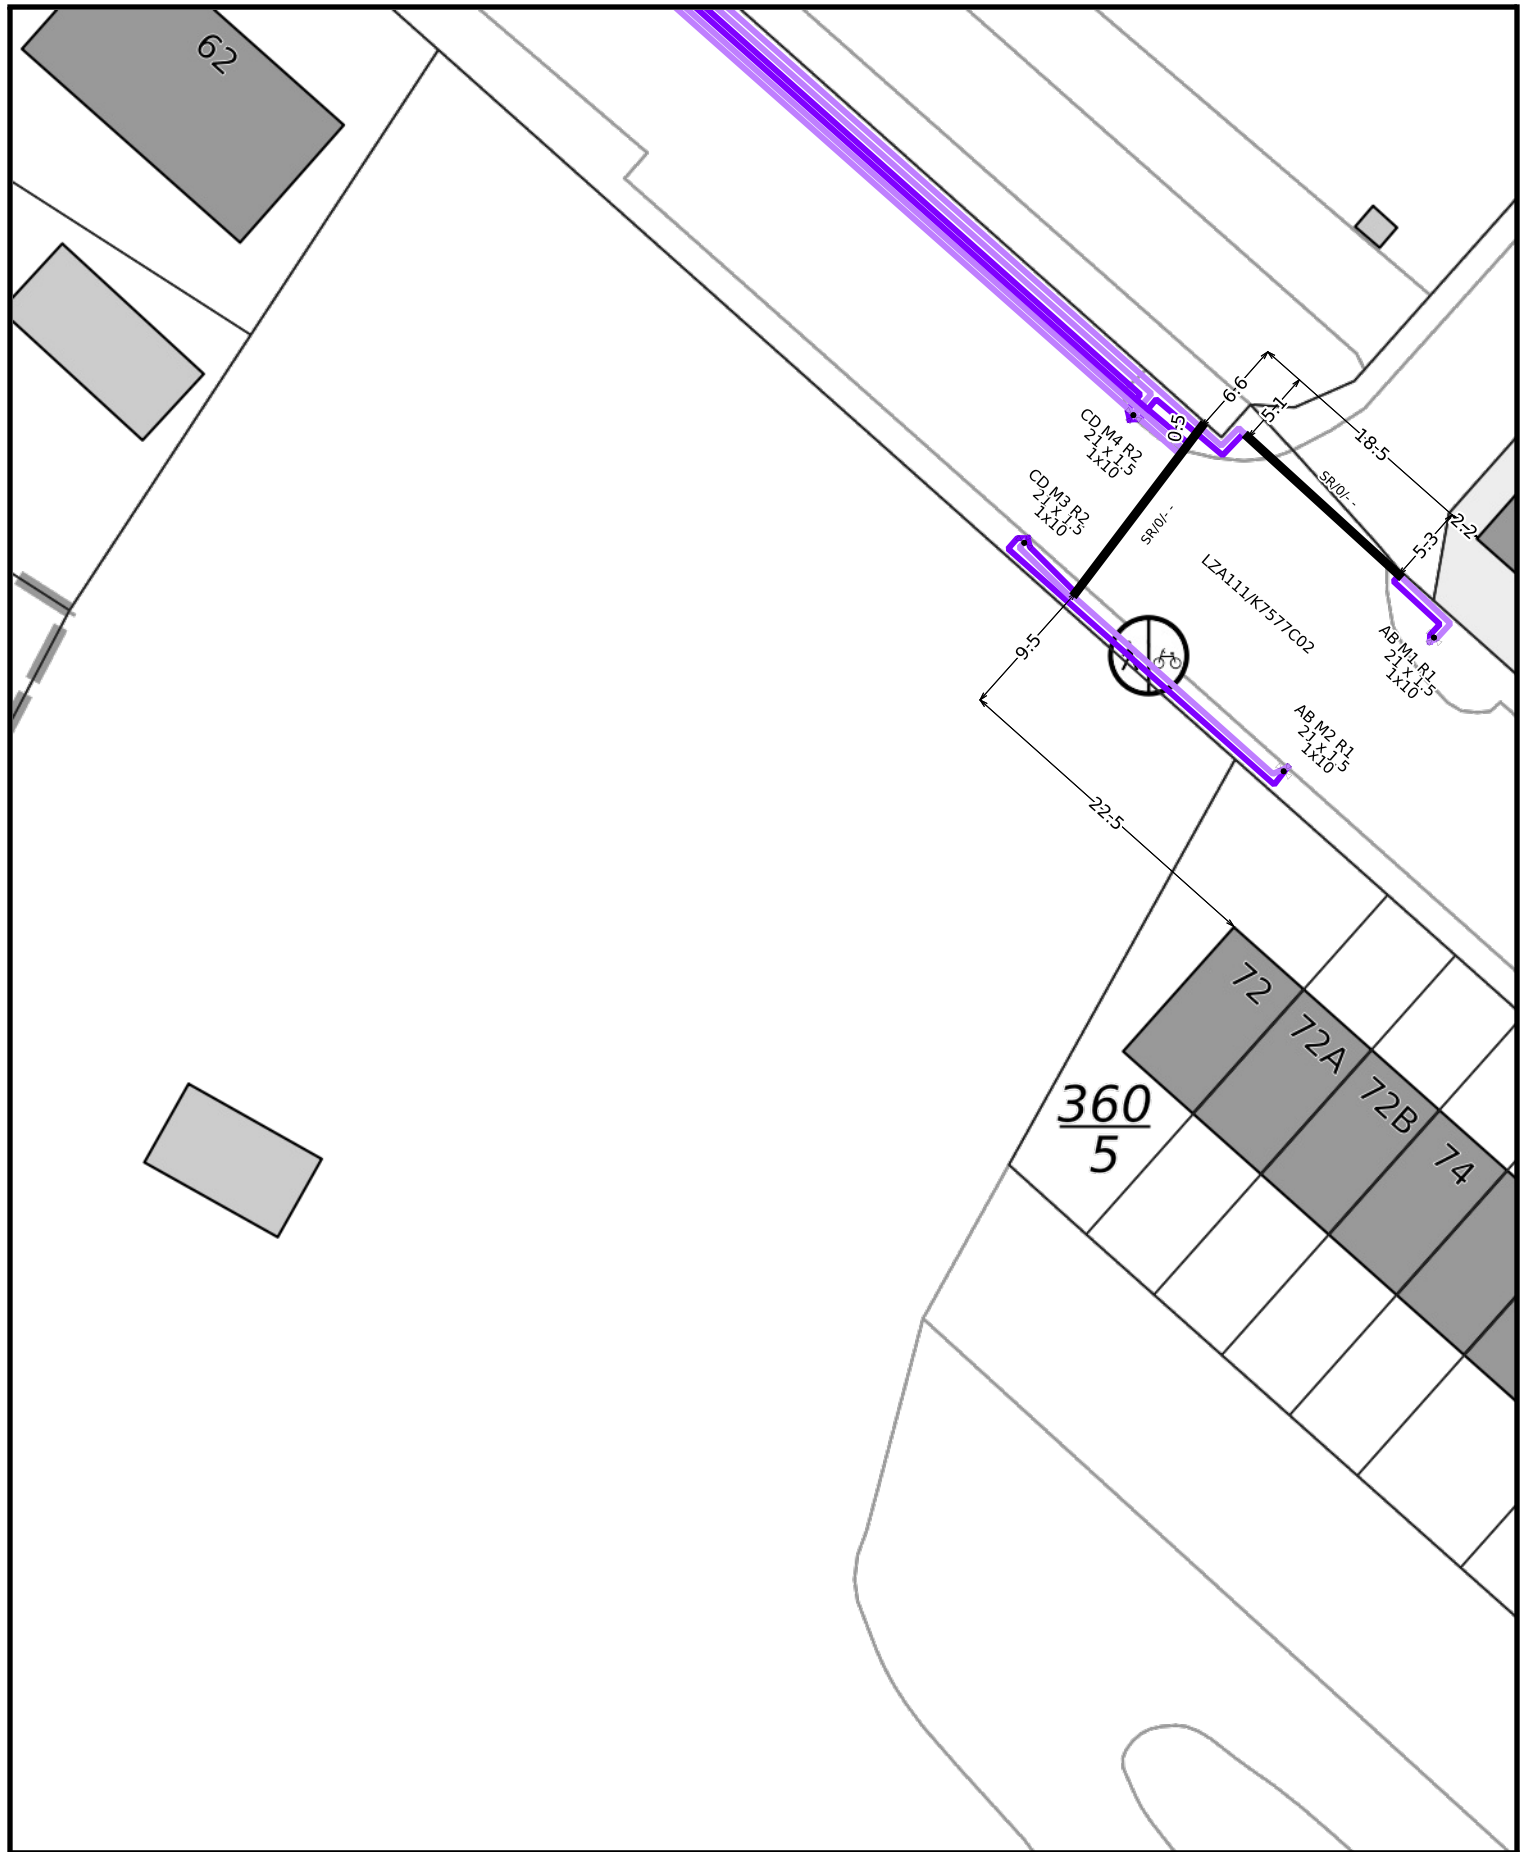 62
6.6
5.1
18.5
0.5
CD M4 R2
21 x 1.5
1x10
SR/0/- -
CD M3 R2
21 x 1.5
1x10
SR/0/- -
2.2
5.3
LZA111/K7577C02
9.5
AB M1 R1
21 x 1.5
1x10
AB M2 R1
21 x 1.5
1x10
22.5
72
72A
72B
74
360
5